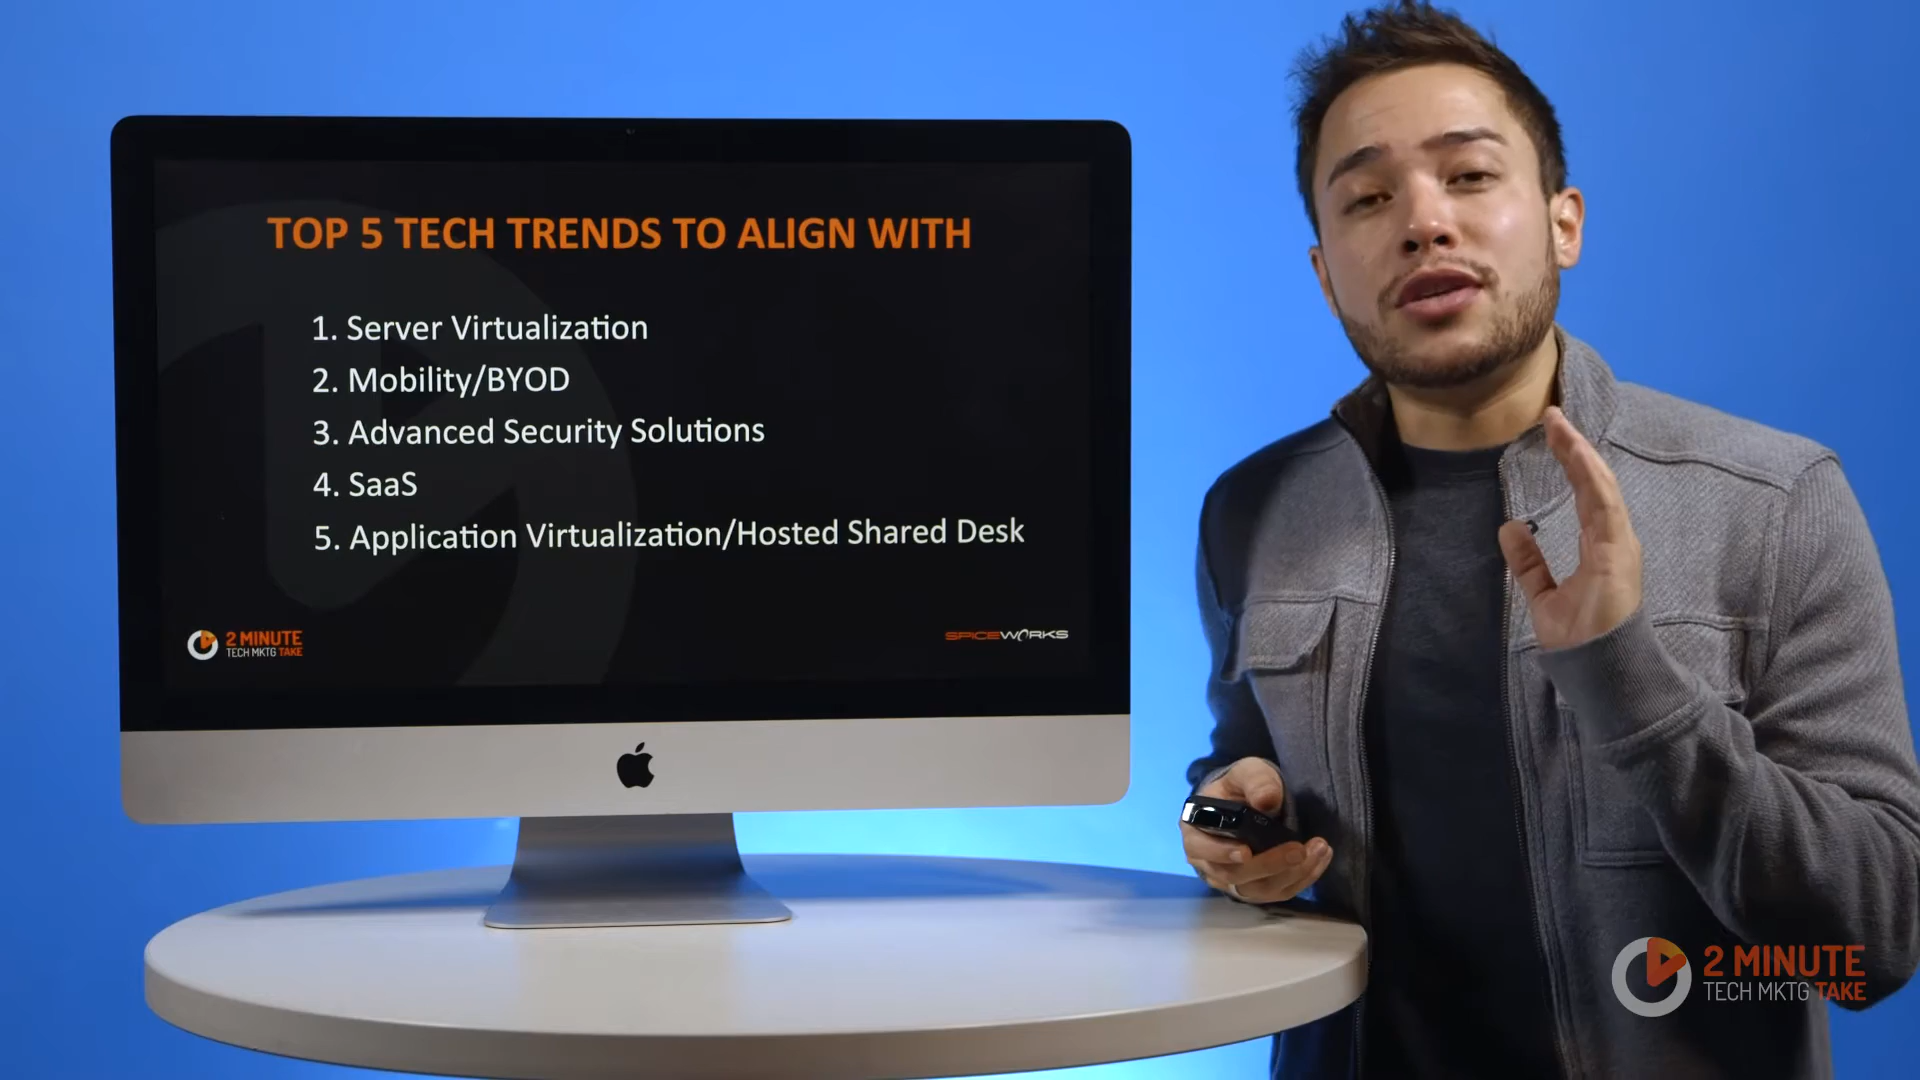 TOP 5 TECH TRENDS TO ALIGN WITH
1. Server Virtualization
2. Mobility/BYOD
3. Advanced Security Solutions
4. SaaS
5. Application Virtualization/Hosted Shared Desk
2 MINUTE
TECH MKTG TAKE
SPICEWORKS
2 MINUTE
TECH MKTG TAKE